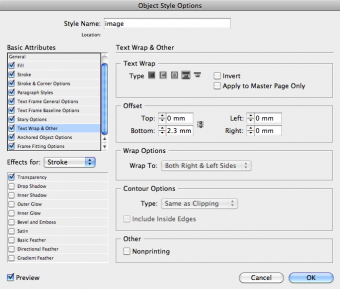 Object Style Options
Style Name: image
Location:
Basic Attributes
General
Fill
Stroke
Stroke & Corner Options
Paragraph Styles
Text Frame General Options
Text Frame Baseline Options
Story Options
Text Wrap & Other
Anchored Object Options
Frame Fitting Options
Effects for: Stroke
Transparency
Drop Shadow
Inner Shadow
Outer Glow
Inner Glow
Bevel and Emboss
Satin
Basic Feather
Directional Feather
Gradient Feather
Preview
Text Wrap & Other
Text Wrap
Type
Invert
Apply to Master Page Only
Offset
Top: 0 mm Left: 0 mm
Bottom: 2.3 mm Right: 0 mm
Wrap Options
Wrap To: Both Right & Left Sides
Contour Options
Type: Same as Clipping
Include Inside Edges
Other
Nonprinting
Cancel OK